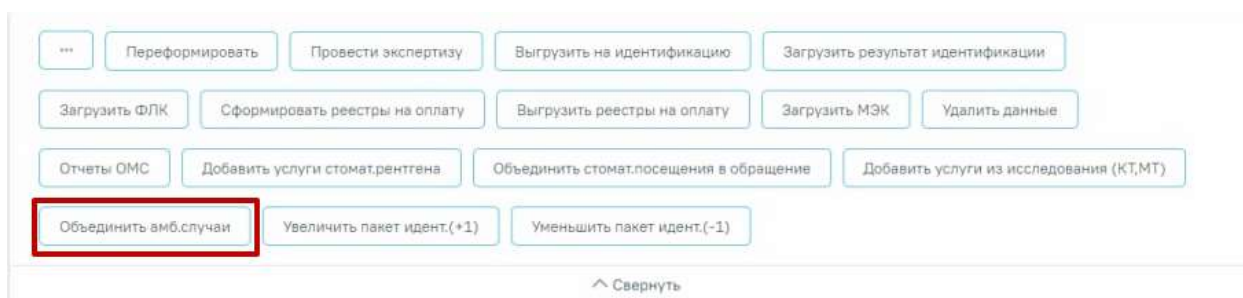 ... Переформировать Провести экспертизу Выгрузить на идентификацию Загрузить результат идентификации
Загрузить ФЛК Сформировать реестры на оплату Выгрузить реестры на оплату Загрузить МЭК Удалить данные
Отчеты ОМС Добавить услуги стомат.рентгена Объединить стомат.посещения в обращение Добавить услуги из исследования (КТ,МТ)
Объединить амб.случаи Увеличить пакет идент.(+1) Уменьшить пакет идент.(-1)
Свернуть